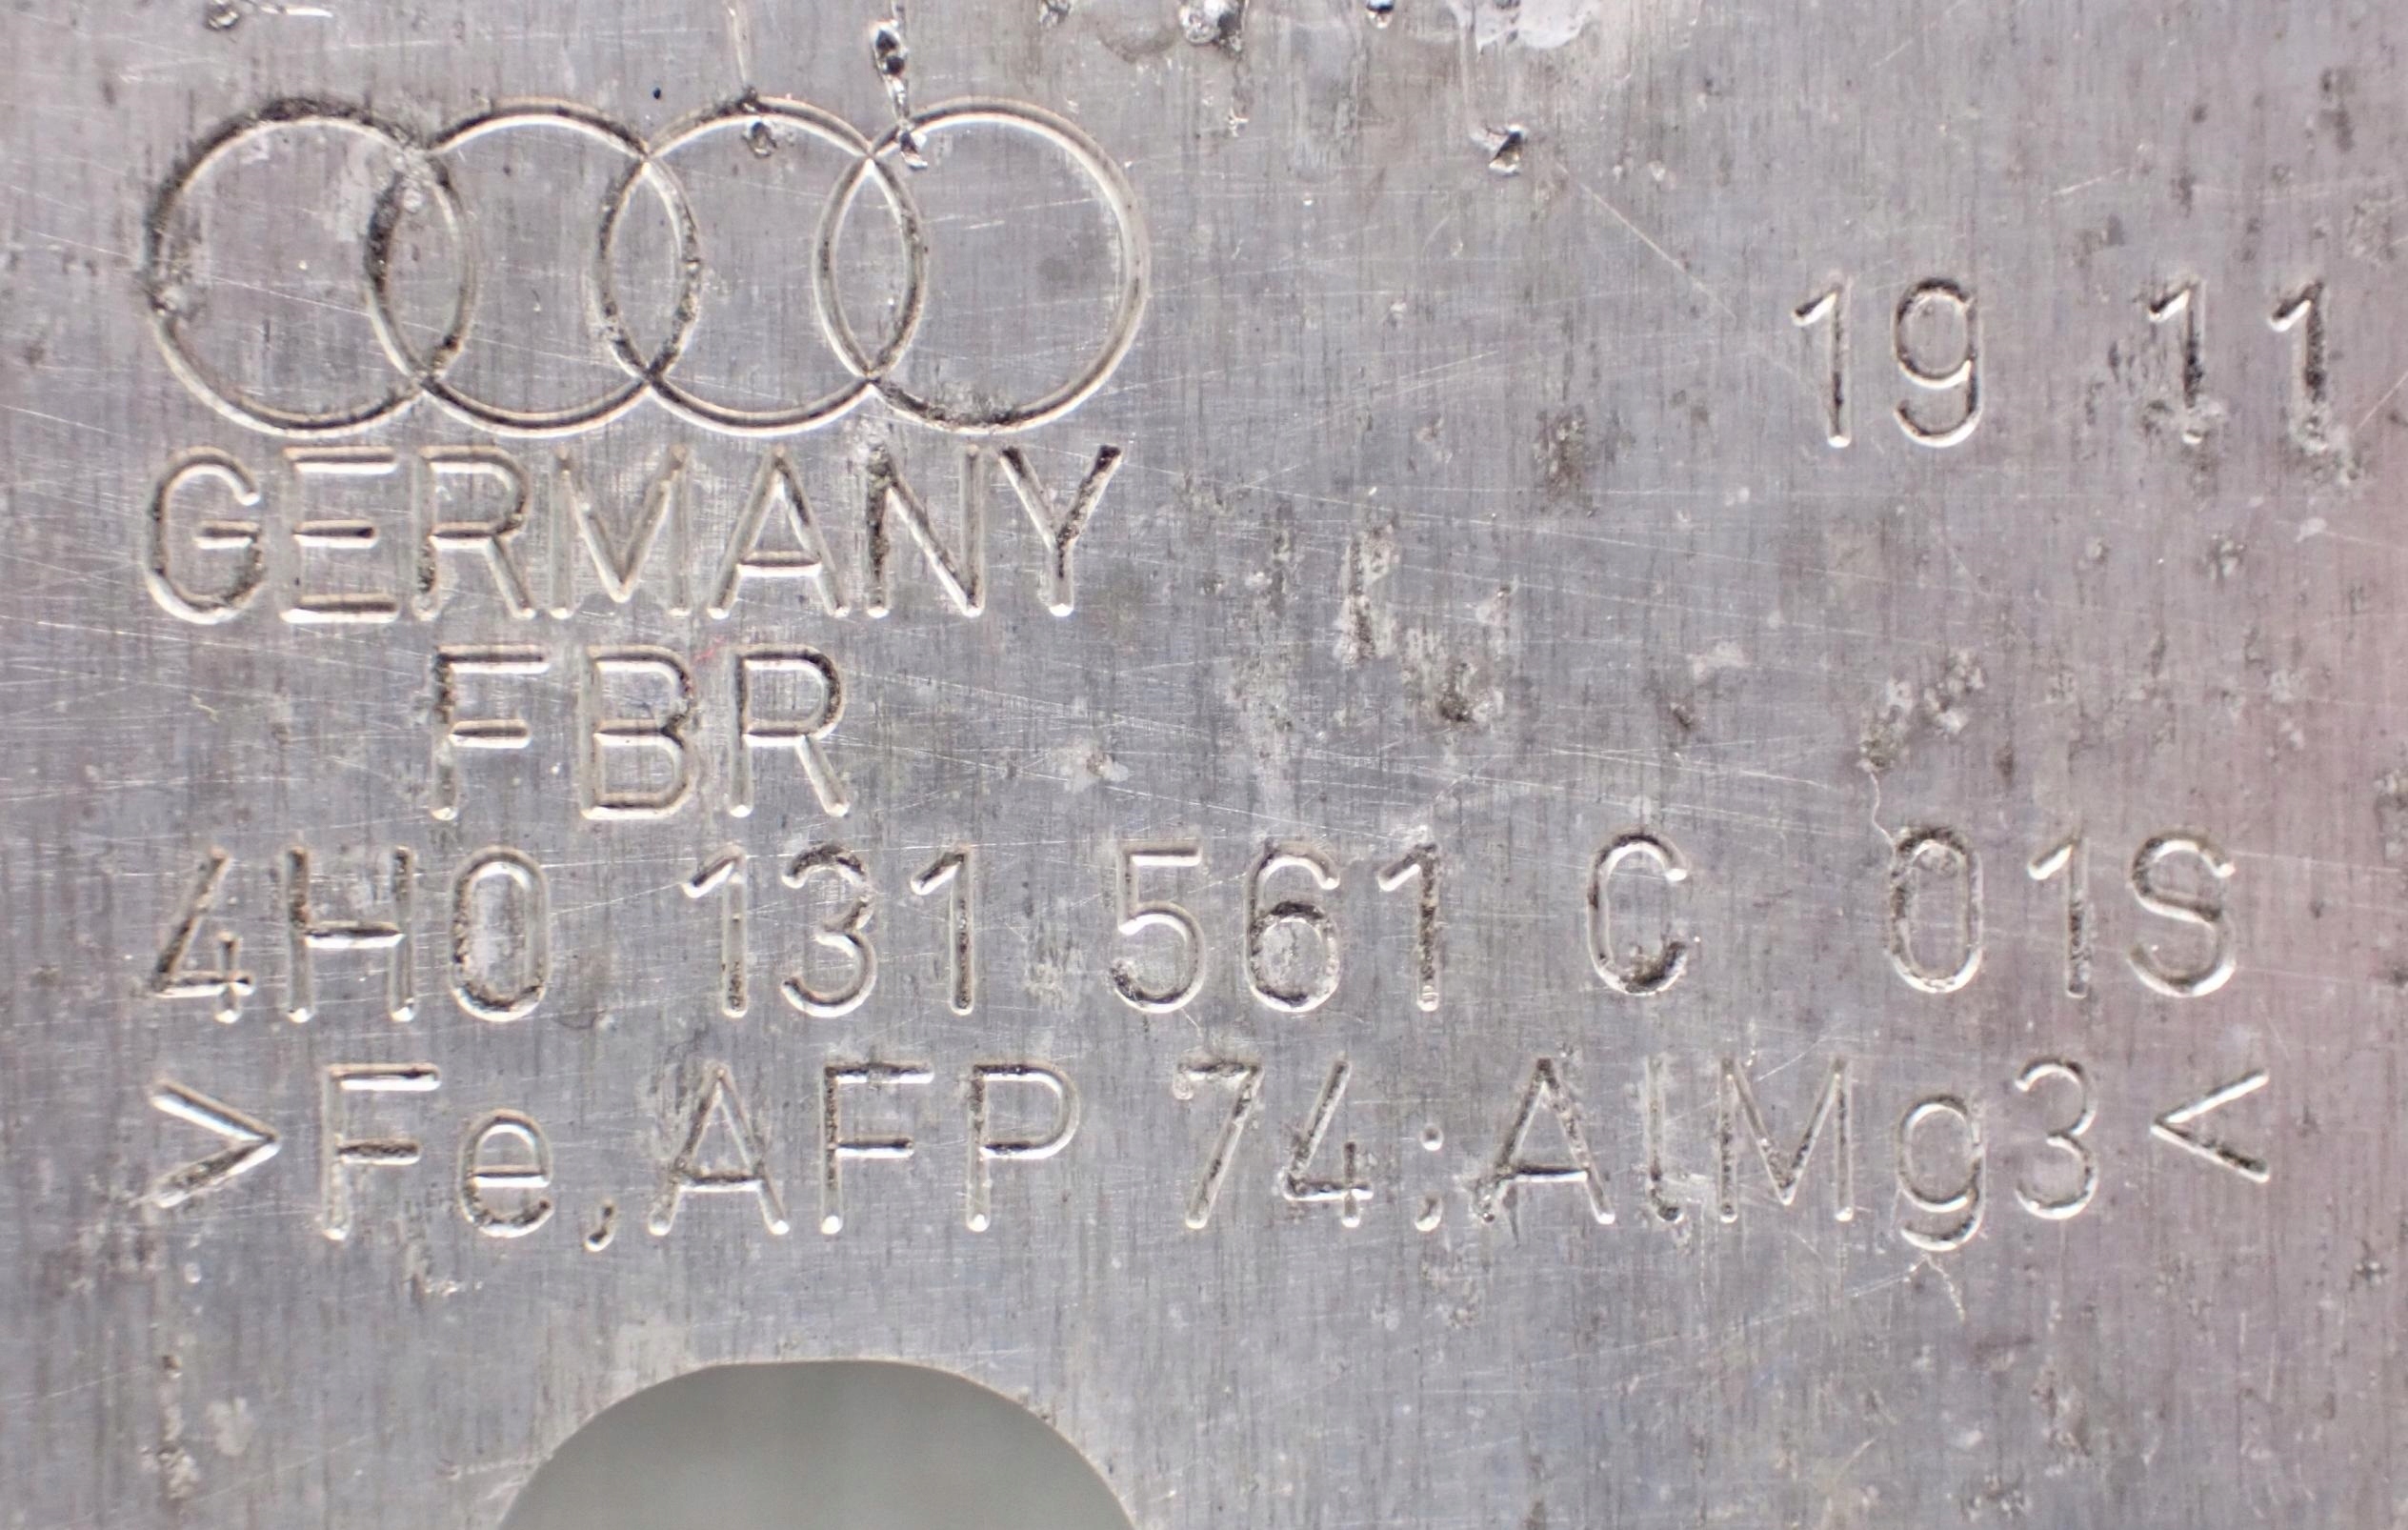 19 11
GERMANY
FBR
4H0 131 561 C 01S
>Fe,AFP 74;AlMg3<